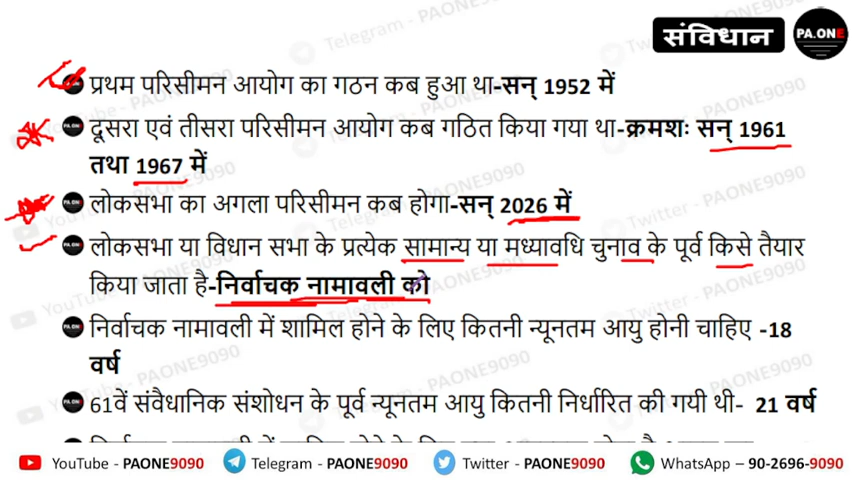 संविधान
PA.ONE
प्रथम परिसीमन आयोग का गठन कब हुआ था-सन् 1952 में
दूसरा एवं तीसरा परिसीमन आयोग कब गठित किया गया था-क्रमशः सन् 1961
तथा 1967 में
लोकसभा का अगला परिसीमन कब होगा-सन् 2026 में
लोकसभा या विधान सभा के प्रत्येक सामान्य या मध्यावधि चुनाव के पूर्व किसे तैयार
किया जाता है-निर्वाचक नामावली को
निर्वाचक नामावली में शामिल होने के लिए कितनी न्यूनतम आयु होनी चाहिए -18
वर्ष
61वें संवैधानिक संशोधन के पूर्व न्यूनतम आयु कितनी निर्धारित की गयी थी- 21 वर्ष
YouTube - PAONE9090 Telegram - PAONE9090 Twitter - PAONE9090 WhatsApp – 90-2696-9090